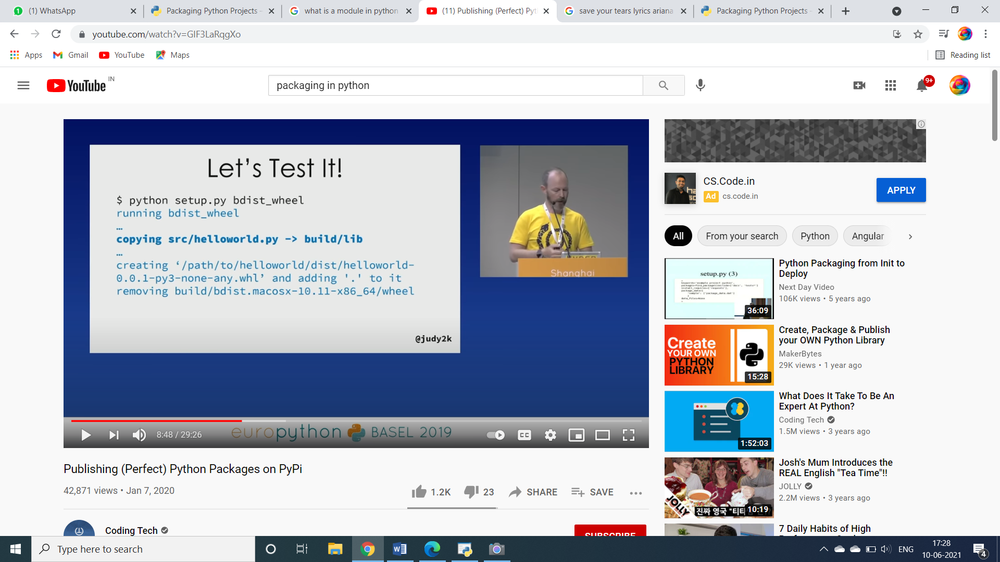 (1) WhatsApp
Packaging Python Projects -
what is a module in python
(11) Publishing (Perfect) Pyt
save your tears lyrics ariana
Packaging Python Projects -
youtube.com/watch?v=GIF3LaRqgXo
Apps
Gmail
YouTube
Maps
Reading list
YouTube IN
packaging in python
9+
Let's Test It!
$ python setup.py bdist_wheel
running bdist_wheel
…
copying src/helloworld.py -> build/lib
…
creating ‘/path/to/helloworld/dist/helloworld-
0.0.1-py3-none-any.whl’ and adding '.' to it
removing build/bdist.macosx-10.11-x86_64/wheel
@judy2k
Shanghai
8:48 / 29:26
europython BASEL 2019
CC
Publishing (Perfect) Python Packages on PyPi
42,871 views • Jan 7, 2020
1.2K
23
SHARE
SAVE
Coding Tech
SUBSCRIBE
CS.Code.in
Ad cs.code.in
APPLY
All
From your search
Python
Angular
setup.py (3)
36:09
Python Packaging from Init to
Deploy
Next Day Video
106K views • 5 years ago
Create
YOUR OWN
PYTHON
LIBRARY
15:28
Create, Package & Publish
your OWN Python Library
MakerBytes
29K views • 1 year ago
1:52:03
What Does It Take To Be An
Expert At Python?
Coding Tech
1.5M views • 3 years ago
JOLLY
진짜 영국 "티타
10:19
Josh's Mum Introduces the
REAL English "Tea Time"!!
JOLLY
2.2M views • 3 years ago
7 Daily Habits of High
Type here to search
ENG
17:28
10-06-2021
4